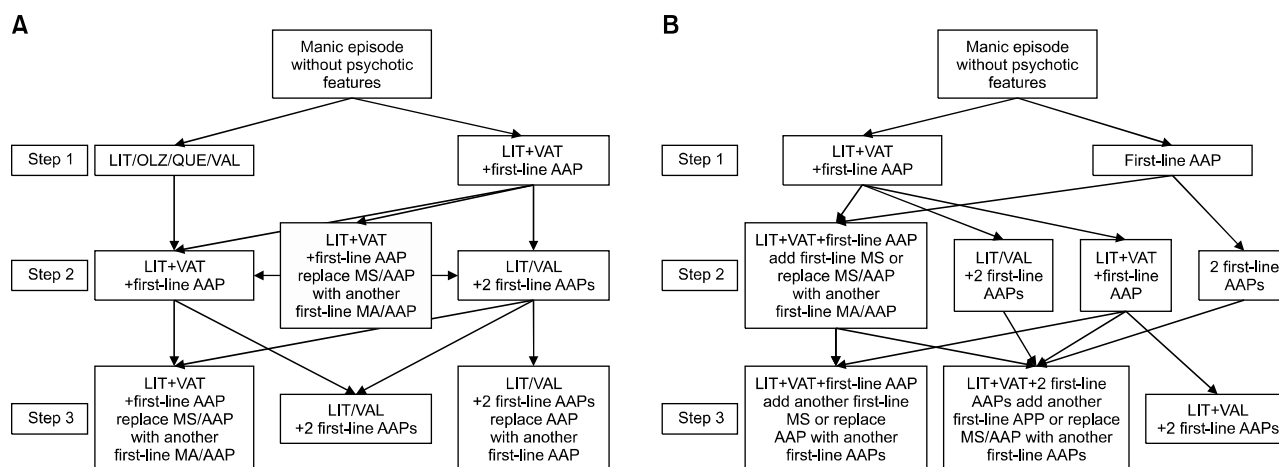 A
Manic episode
without psychotic
features
Step 1
LIT/OLZ/QUE/VAL
LIT+VAT
+first-line AAP
Step 2
LIT+VAT
+first-line AAP
LIT+VAT
+first-line AAP
replace MS/AAP
with another
first-line MA/AAP
LIT/VAL
+2 first-line AAPs
Step 3
LIT+VAT
+first-line AAP
replace MS/AAP
with another
first-line MA/AAP
LIT/VAL
+2 first-line AAPs
LIT/VAL
+2 first-line AAPs
replace AAP
with another
first-line AAP
B
Manic episode
without psychotic
features
Step 1
LIT+VAT
+first-line AAP
First-line AAP
Step 2
LIT+VAT+first-line AAP
add first-line MS or
replace MS/AAP
with another
first-line MA/AAP
LIT/VAL
+2 first-line
AAPs
LIT+VAT
+first-line
AAP
2 first-line
AAPs
Step 3
LIT+VAT+first-line AAP
add another first-line
MS or replace
AAP with another
first-line AAPs
LIT+VAT+2 first-line
AAPs add another
first-line APP or replace
MS/AAP with another
first-line AAPs
LIT+VAL
+2 first-line AAPs